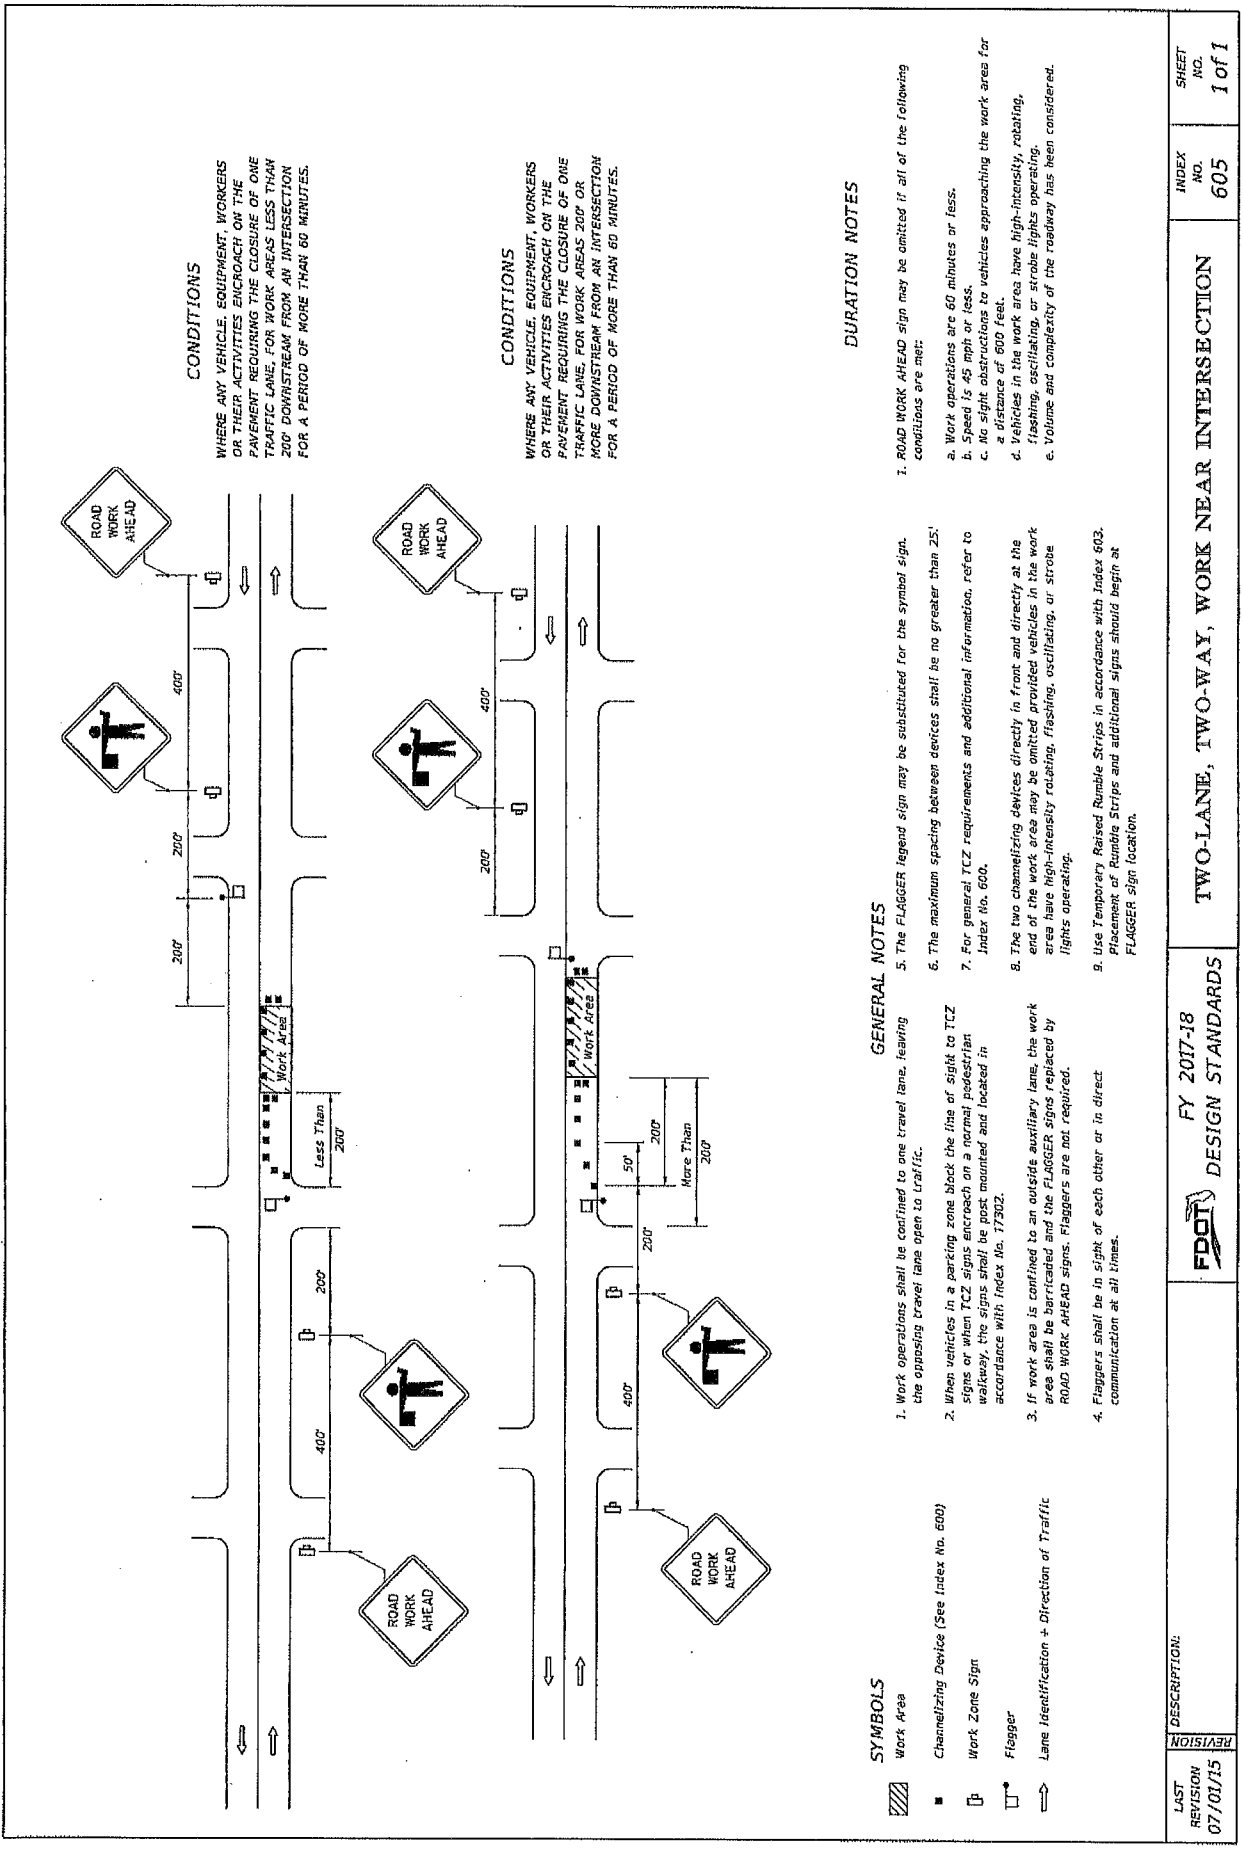 ROAD
WORK
AHEAD
400'
200'
200'
Work Area
Less Than
200'
200'
400'
ROAD
WORK
AHEAD
CONDITIONS
WHERE ANY VEHICLE, EQUIPMENT, WORKERS
OR THEIR ACTIVITIES ENCROACH ON THE
PAVEMENT REQUIRING THE CLOSURE OF ONE
TRAFFIC LANE, FOR WORK AREAS LESS THAN
200' DOWNSTREAM FROM AN INTERSECTION
FOR A PERIOD OF MORE THAN 60 MINUTES.
ROAD
WORK
AHEAD
400'
200'
Work Area
50'
200'
More Than
200'
200'
400'
ROAD
WORK
AHEAD
CONDITIONS
WHERE ANY VEHICLE, EQUIPMENT, WORKERS
OR THEIR ACTIVITIES ENCROACH ON THE
PAVEMENT REQUIRING THE CLOSURE OF ONE
TRAFFIC LANE, FOR WORK AREAS 200' OR
MORE DOWNSTREAM FROM AN INTERSECTION
FOR A PERIOD OF MORE THAN 60 MINUTES.
SYMBOLS
Work Area
Channelizing Device (See Index No. 600)
Work Zone Sign
Flagger
Lane Identification + Direction of Traffic
GENERAL NOTES
1. Work operations shall be confined to one travel lane, leaving
the opposing travel lane open to traffic.
2. When vehicles in a parking zone block the line of sight to TCZ
signs or when TCZ signs encroach on a normal pedestrian
walkway, the signs shall be post mounted and located in
accordance with Index No. 17302.
3. If work area is confined to an outside auxiliary lane, the work
area shall be barricaded and the FLAGGER signs replaced by
ROAD WORK AHEAD signs. Flaggers are not required.
4. Flaggers shall be in sight of each other or in direct
communication at all times.
5. The FLAGGER legend sign may be substituted for the symbol sign.
6. The maximum spacing between devices shall be no greater than 25.'
7. For general TCZ requirements and additional information, refer to
Index No. 600.
8. The two channelizing devices directly in front and directly at the
end of the work area may be omitted provided vehicles in the work
area have high-intensity rotating, flashing, oscillating, or strobe
lights operating.
9. Use Temporary Raised Rumble Strips in accordance with Index 603.
Placement of Rumble Strips and additional signs should begin at
FLAGGER sign location.
DURATION NOTES
1. ROAD WORK AHEAD sign may be omitted if all of the following
conditions are met:
a. Work operations are 60 minutes or less.
b. Speed is 45 mph or less.
c. No sight obstructions to vehicles approaching the work area for
a distance of 600 feet.
d. Vehicles in the work area have high-intensity, rotating,
flashing, oscillating, or strobe lights operating.
e. Volume and complexity of the roadway has been considered.
LAST
REVISION
07/01/15
REVISION
DESCRIPTION:
FDOT
FY 2017-18
DESIGN STANDARDS
TWO-LANE, TWO-WAY, WORK NEAR INTERSECTION
INDEX
NO.
605
SHEET
NO.
1 of 1